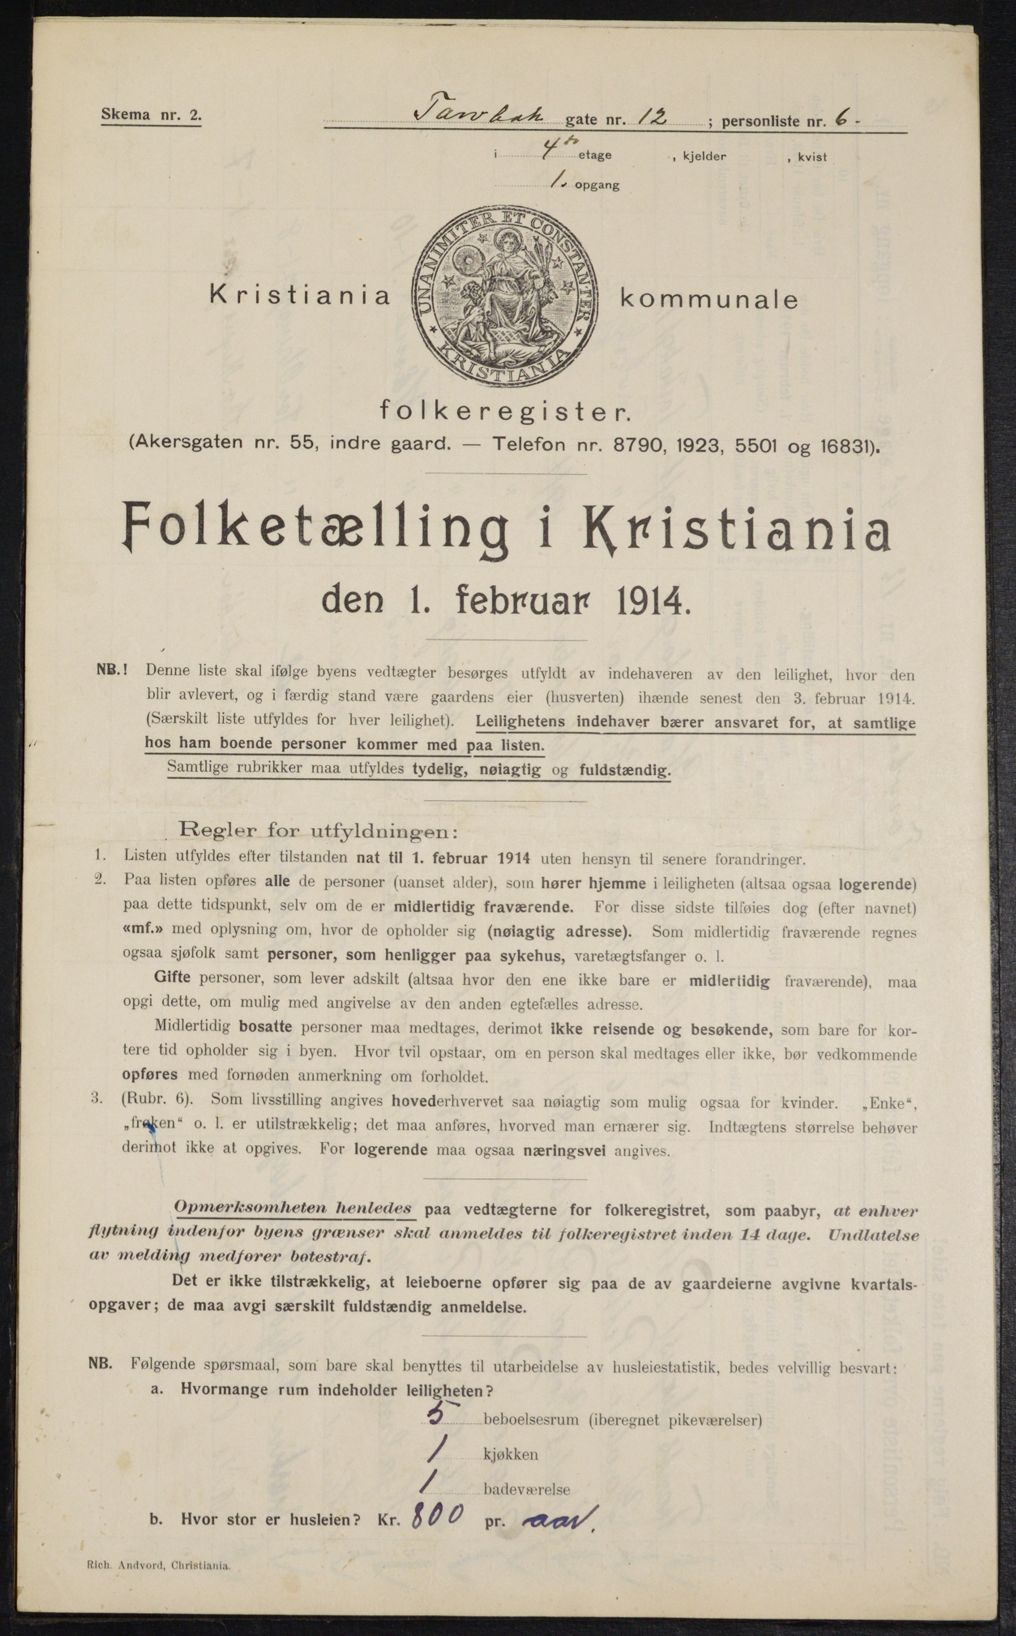 Skema nr. 2.
Tavlbak gate nr. 12 ; personliste nr. 6.
i 4de etage , kjelder , kvist
1. opgang
UNANIMITER ET CONSTANTER
KRISTIANIA
Kristiania kommunale
folkeregister.
(Akersgaten nr. 55, indre gaard. — Telefon nr. 8790, 1923, 5501 og 16831).
Folketælling i Kristiania
den 1. februar 1914.
NB.! Denne liste skal ifølge byens vedtægter besørges utfyldt av indehaveren av den leilighet, hvor den
blir avlevert, og i færdig stand være gaardens eier (husverten) ihænde senest den 3. februar 1914.
(Særskilt liste utfyldes for hver leilighet). Leilighetens indehaver bærer ansvaret for, at samtlige
hos ham boende personer kommer med paa listen.
Samtlige rubrikker maa utfyldes tydelig, nøiagtig og fuldstændig.
Regler for utfyldningen:
1. Listen utfyldes efter tilstanden nat til 1. februar 1914 uten hensyn til senere forandringer.
2. Paa listen opføres alle de personer (uanset alder), som hører hjemme i leiligheten (altsaa ogsaa logerende)
paa dette tidspunkt, selv om de er midlertidig fraværende. For disse sidste tilføies dog (efter navnet)
«mf.» med oplysning om, hvor de opholder sig (nøiagtig adresse). Som midlertidig fraværende regnes
ogsaa sjøfolk samt personer, som henligger paa sykehus, varetægtsfanger o. l.
Gifte personer, som lever adskilt (altsaa hvor den ene ikke bare er midlertidig fraværende), maa
opgi dette, om mulig med angivelse av den anden egtefælles adresse.
Midlertidig bosatte personer maa medtages, derimot ikke reisende og besøkende, som bare for kor-
tere tid opholder sig i byen. Hvor tvil opstaar, om en person skal medtages eller ikke, bør vedkommende
opføres med fornøden anmerkning om forholdet.
3. (Rubr. 6). Som livsstilling angives hovederhvervet saa nøiagtig som mulig ogsaa for kvinder. „Enke“,
„frøken“ o. l. er utilstrækkelig; det maa anføres, hvorved man ernærer sig. Indtægtens størrelse behøver
derimot ikke at opgives. For logerende maa ogsaa næringsvei angives.
Opmerksomheten henledes paa vedtægterne for folkeregistret, som paabyr, at enhver
flytning indenfor byens grænser skal anmeldes til folkeregistret inden 14 dage. Undlatelse
av melding medfører bøtestraf.
Det er ikke tilstrækkelig, at leieboerne opfører sig paa de av gaardeierne avgivne kvartals-
opgaver; de maa avgi særskilt fuldstændig anmeldelse.
NB. Følgende spørsmaal, som bare skal benyttes til utarbeidelse av husleiestatistik, bedes velvillig besvart:
a. Hvormange rum indeholder leiligheten?
5 beboelsesrum (iberegnet pikeværelser)
1 kjøkken
1 badeværelse
b. Hvor stor er husleien? Kr. 800 pr. aar.
Rich. Andvord, Christiania.